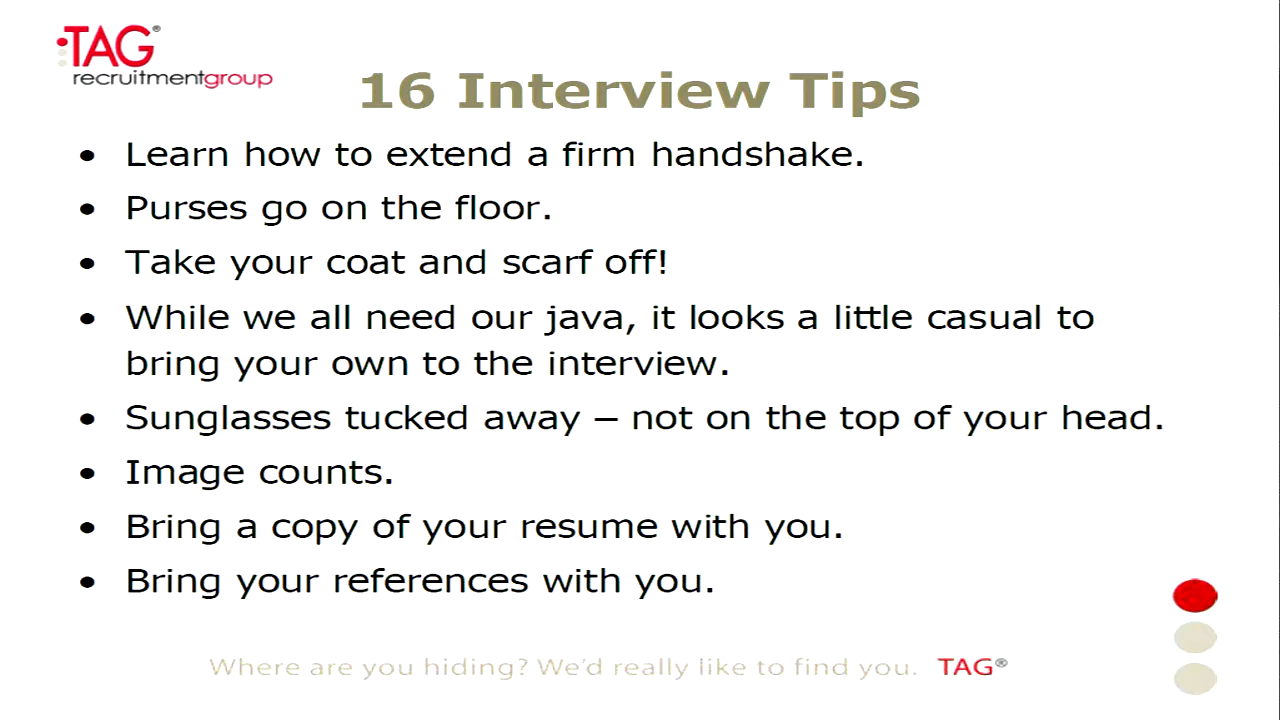 TAG®
recruitmentgroup
16 Interview Tips
• Learn how to extend a firm handshake.
• Purses go on the floor.
• Take your coat and scarf off!
• While we all need our java, it looks a little casual to
bring your own to the interview.
• Sunglasses tucked away – not on the top of your head.
• Image counts.
• Bring a copy of your resume with you.
• Bring your references with you.
Where are you hiding? We'd really like to find you. TAG®